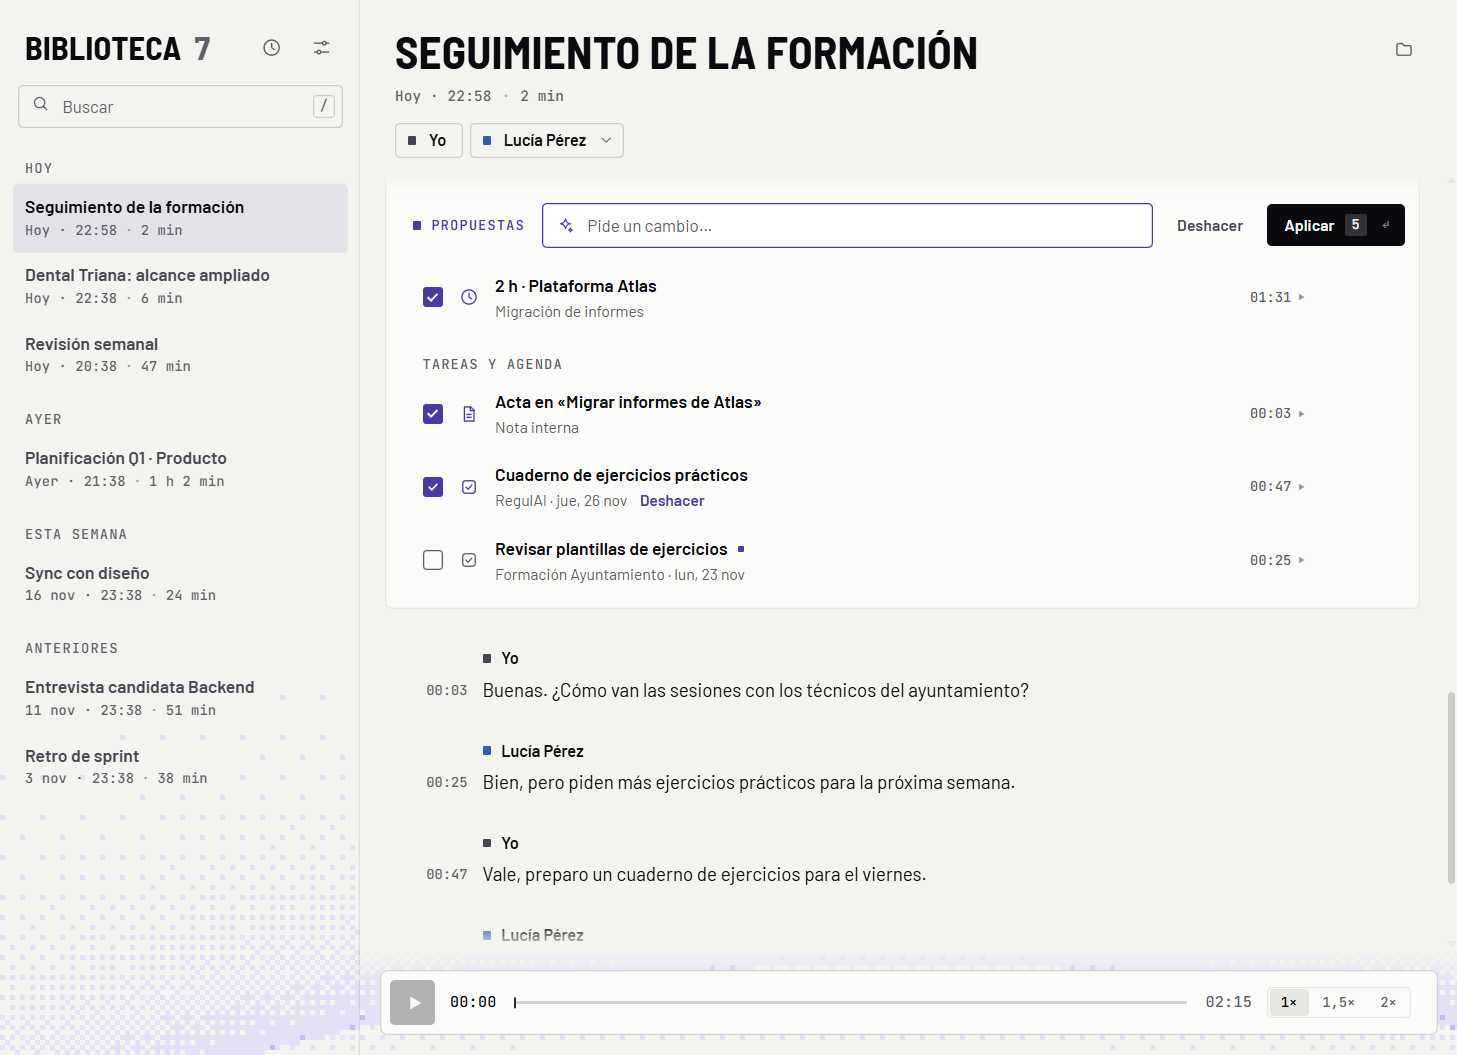 BIBLIOTECA 7
Buscar /
HOY
Seguimiento de la formación
Hoy · 22:58 · 2 min
Dental Triana: alcance ampliado
Hoy · 22:38 · 6 min
Revisión semanal
Hoy · 20:38 · 47 min
AYER
Planificación Q1 · Producto
Ayer · 21:38 · 1 h 2 min
ESTA SEMANA
Sync con diseño
16 nov · 23:38 · 24 min
ANTERIORES
Entrevista candidata Backend
11 nov · 23:38 · 51 min
Retro de sprint
3 nov · 23:38 · 38 min
SEGUIMIENTO DE LA FORMACIÓN
Hoy · 22:58 · 2 min
Yo
Lucía Pérez
PROPUESTAS
Pide un cambio...
Deshacer
Aplicar 5
2 h · Plataforma Atlas
Migración de informes
01:31
TAREAS Y AGENDA
Acta en «Migrar informes de Atlas»
Nota interna
00:03
Cuaderno de ejercicios prácticos
RegulAI · jue, 26 nov Deshacer
00:47
Revisar plantillas de ejercicios
Formación Ayuntamiento · lun, 23 nov
00:25
Yo
00:03 Buenas. ¿Cómo van las sesiones con los técnicos del ayuntamiento?
Lucía Pérez
00:25 Bien, pero piden más ejercicios prácticos para la próxima semana.
Yo
00:47 Vale, preparo un cuaderno de ejercicios para el viernes.
Lucía Pérez
00:00 02:15 1× 1,5× 2×